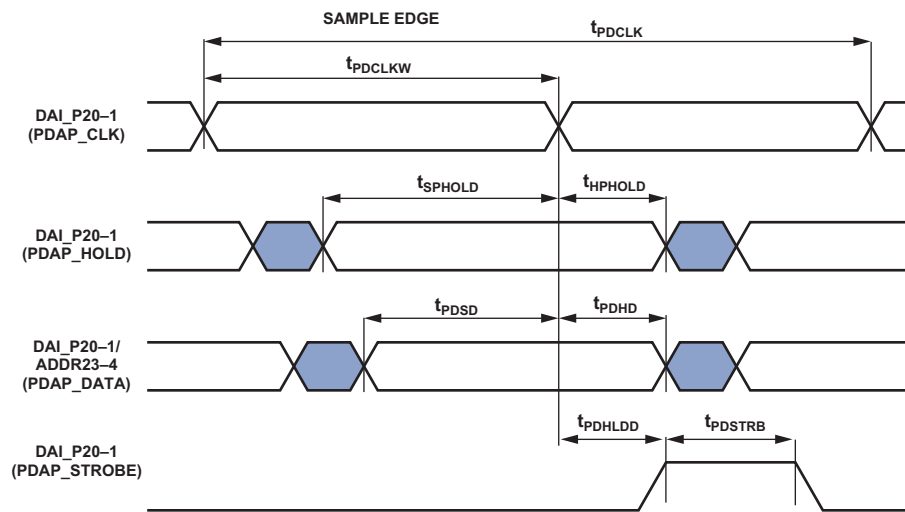 SAMPLE EDGE
tPDCLK
tPDCLKW
DAI_P20–1
(PDAP_CLK)
tSPHOLD
tHPHOLD
DAI_P20–1
(PDAP_HOLD)
tPDSD
tPDHD
DAI_P20–1/
ADDR23–4
(PDAP_DATA)
tPDHLDD
tPDSTRB
DAI_P20–1
(PDAP_STROBE)